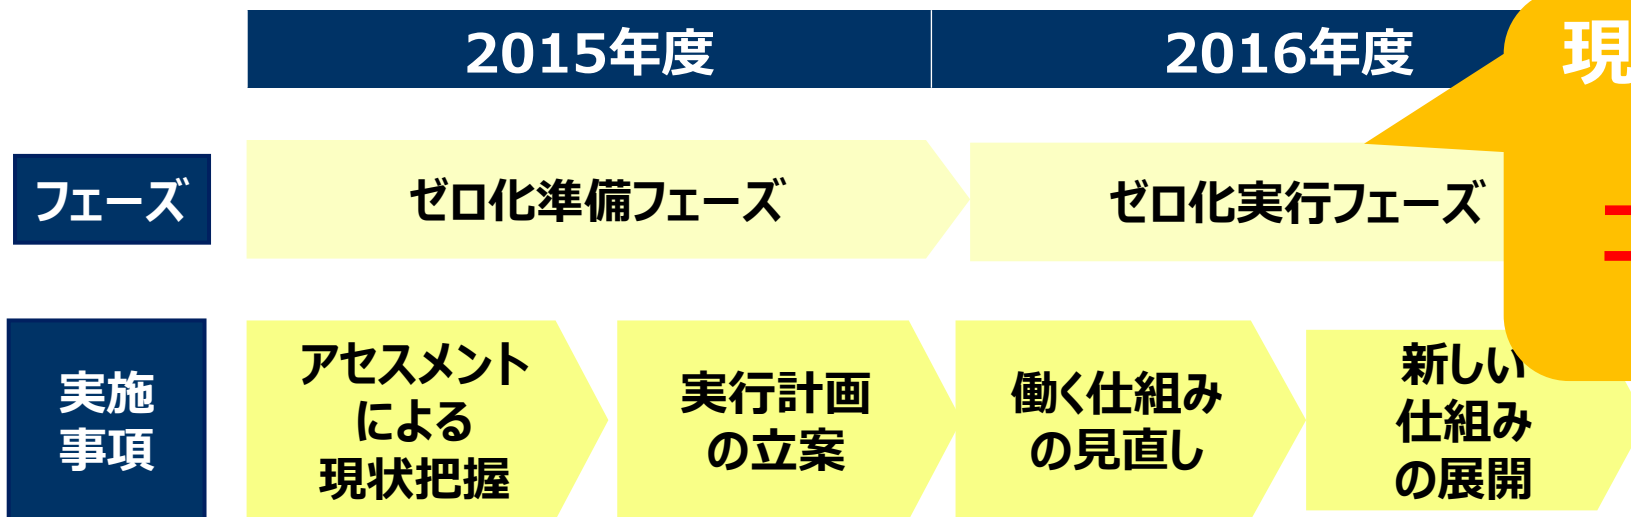 2015年度
2016年度
現
フェーズ
ゼロ化準備フェーズ
ゼロ化実行フェーズ
実施
事項
アセスメント
による
現状把握
実行計画
の立案
働く仕組み
の見直し
新しい
仕組み
の展開